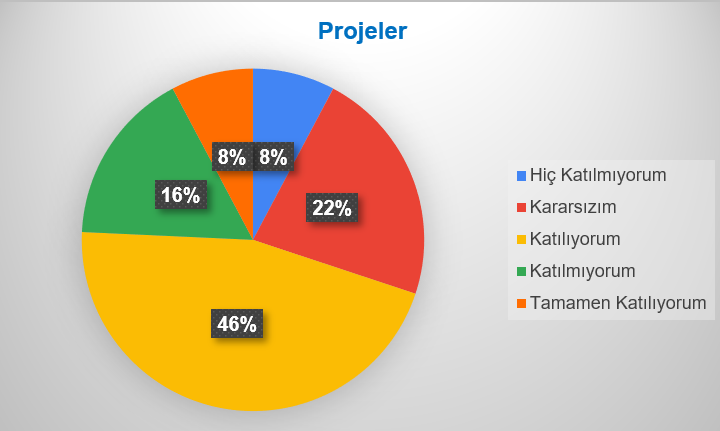 Projeler
8%
8%
22%
16%
46%
Hiç Katılmıyorum
Kararsızım
Katılıyorum
Katılmıyorum
Tamamen Katılıyorum